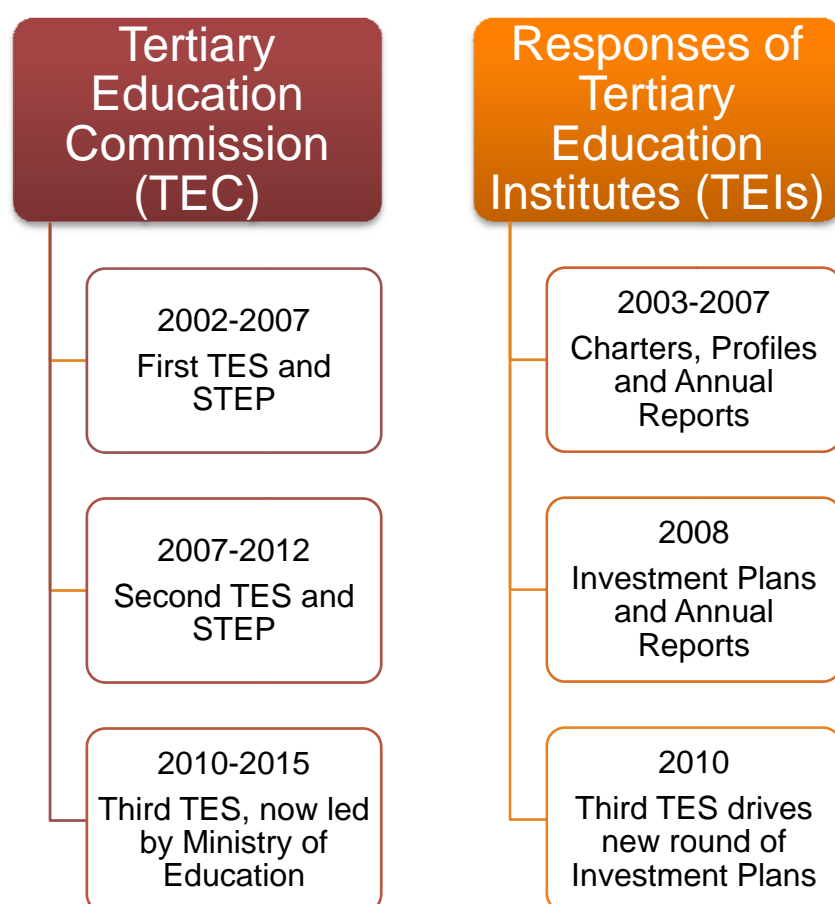 Tertiary
Education
Commission
(TEC)
2002-2007
First TES and
STEP
2007-2012
Second TES and
STEP
2010-2015
Third TES, now led
by Ministry of
Education
Responses of
Tertiary
Education
Institutes (TEIs)
2003-2007
Charters, Profiles
and Annual
Reports
2008
Investment Plans
and Annual
Reports
2010
Third TES drives
new round of
Investment Plans